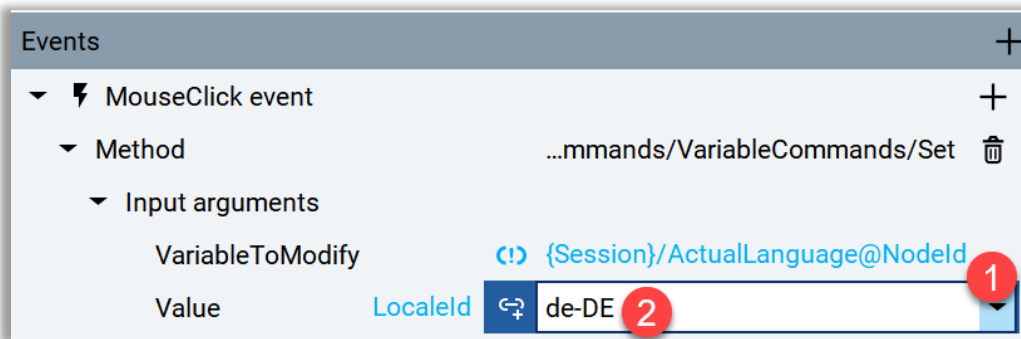 Events
MouseClick event
Method ...mmands/VariableCommands/Set
Input arguments
VariableToModify {Session}/ActualLanguage@NodeId
Value LocaleId de-DE 2 1